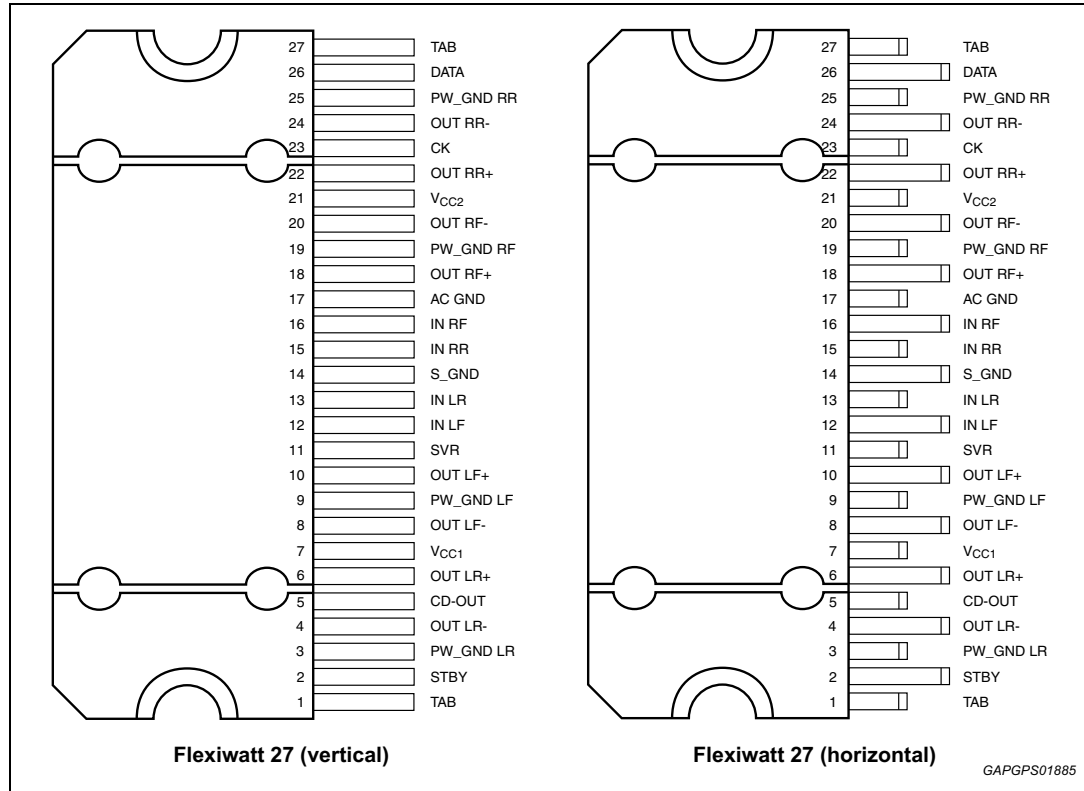 27 TAB
26 DATA
25 PW_GND RR
24 OUT RR-
23 CK
22 OUT RR+
21 VCC2
20 OUT RF-
19 PW_GND RF
18 OUT RF+
17 AC GND
16 IN RF
15 IN RR
14 S_GND
13 IN LR
12 IN LF
11 SVR
10 OUT LF+
9 PW_GND LF
8 OUT LF-
7 VCC1
6 OUT LR+
5 CD-OUT
4 OUT LR-
3 PW_GND LR
2 STBY
1 TAB
Flexiwatt 27 (vertical)
27 TAB
26 DATA
25 PW_GND RR
24 OUT RR-
23 CK
22 OUT RR+
21 VCC2
20 OUT RF-
19 PW_GND RF
18 OUT RF+
17 AC GND
16 IN RF
15 IN RR
14 S_GND
13 IN LR
12 IN LF
11 SVR
10 OUT LF+
9 PW_GND LF
8 OUT LF-
7 VCC1
6 OUT LR+
5 CD-OUT
4 OUT LR-
3 PW_GND LR
2 STBY
1 TAB
Flexiwatt 27 (horizontal)
GAPGPS01885